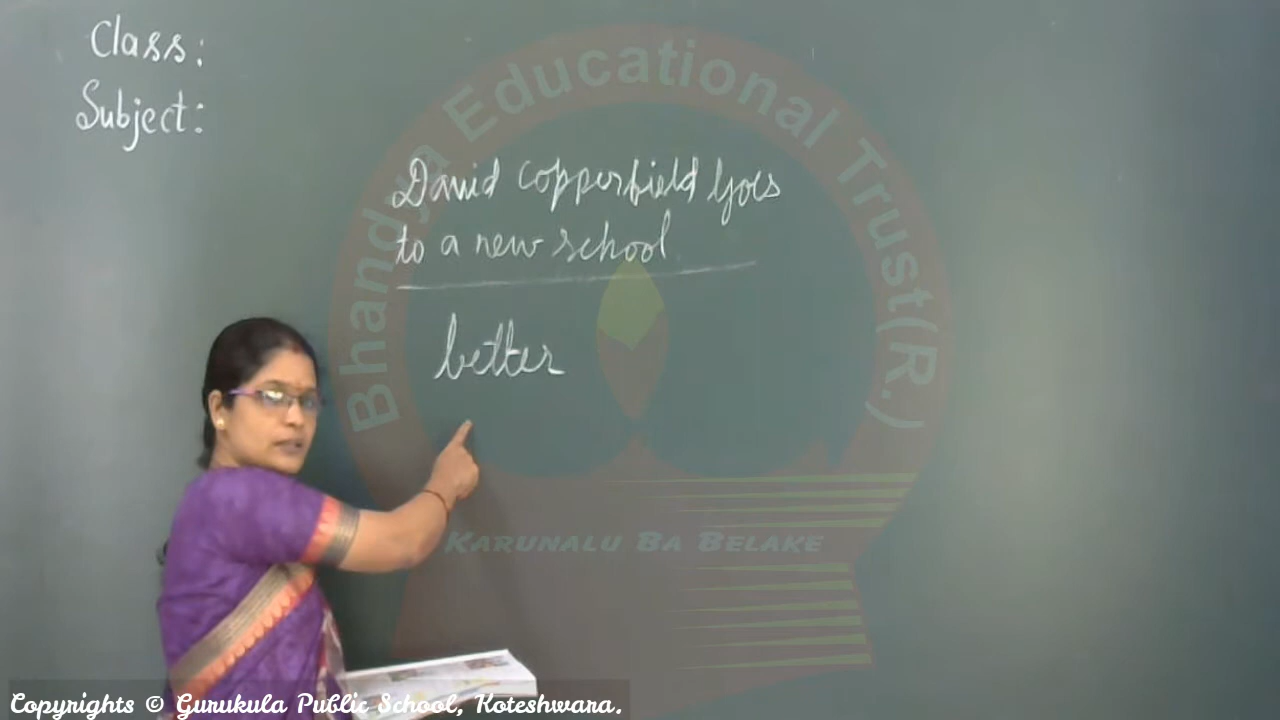 Class:
Subject:
David Copperfield Goes
to a new school
better
Bhandya Educational Trust(R.)
KARUNALU BA BELAKE
Copyrights © Gurukula Public School, Koteshwara.